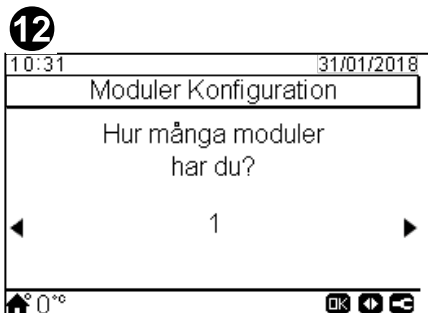 12
10:31 31/01/2018
Moduler Konfiguration
Hur många moduler
har du?
1
0°C OK